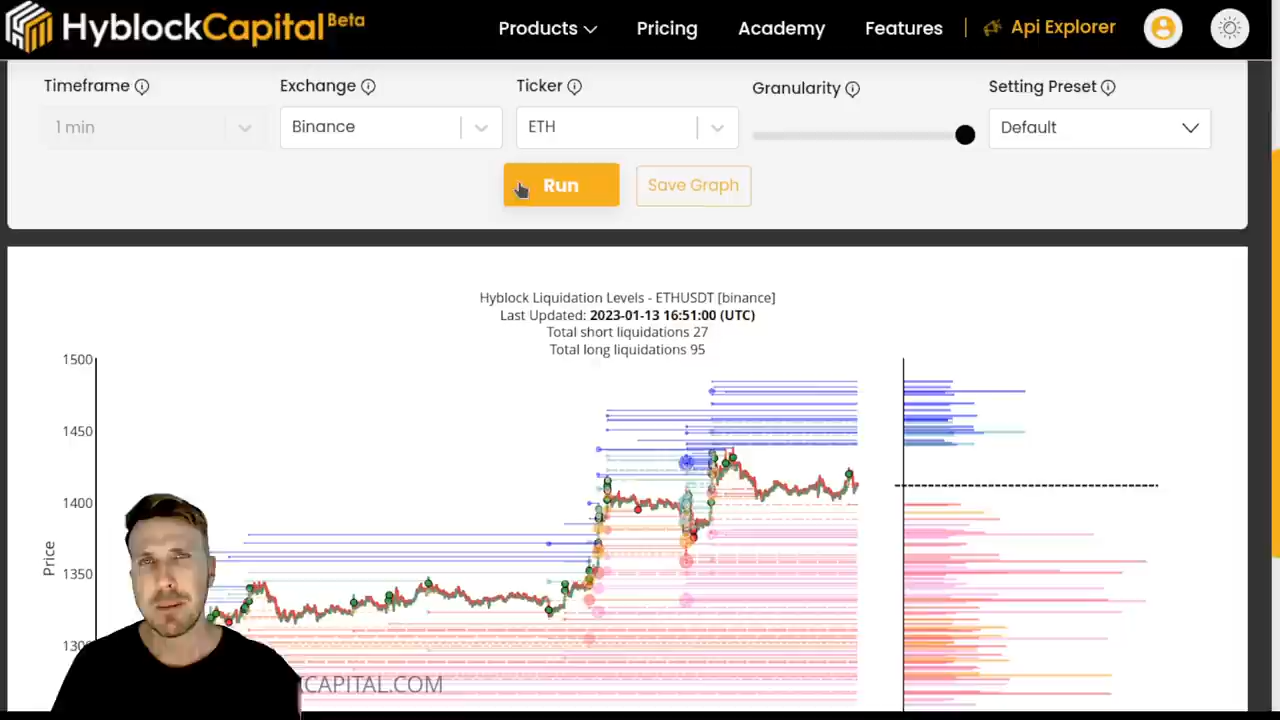 HyblockCapital Beta
Products
Pricing
Academy
Features
Api Explorer
Timeframe
Exchange
Ticker
Granularity
Setting Preset
1 min
Binance
ETH
Default
Run
Save Graph
Hyblock Liquidation Levels - ETHUSDT [binance]
Last Updated: 2023-01-13 16:51:00 (UTC)
Total short liquidations 27
Total long liquidations 95
1500
1450
1400
1350
Price
CAPITAL.COM